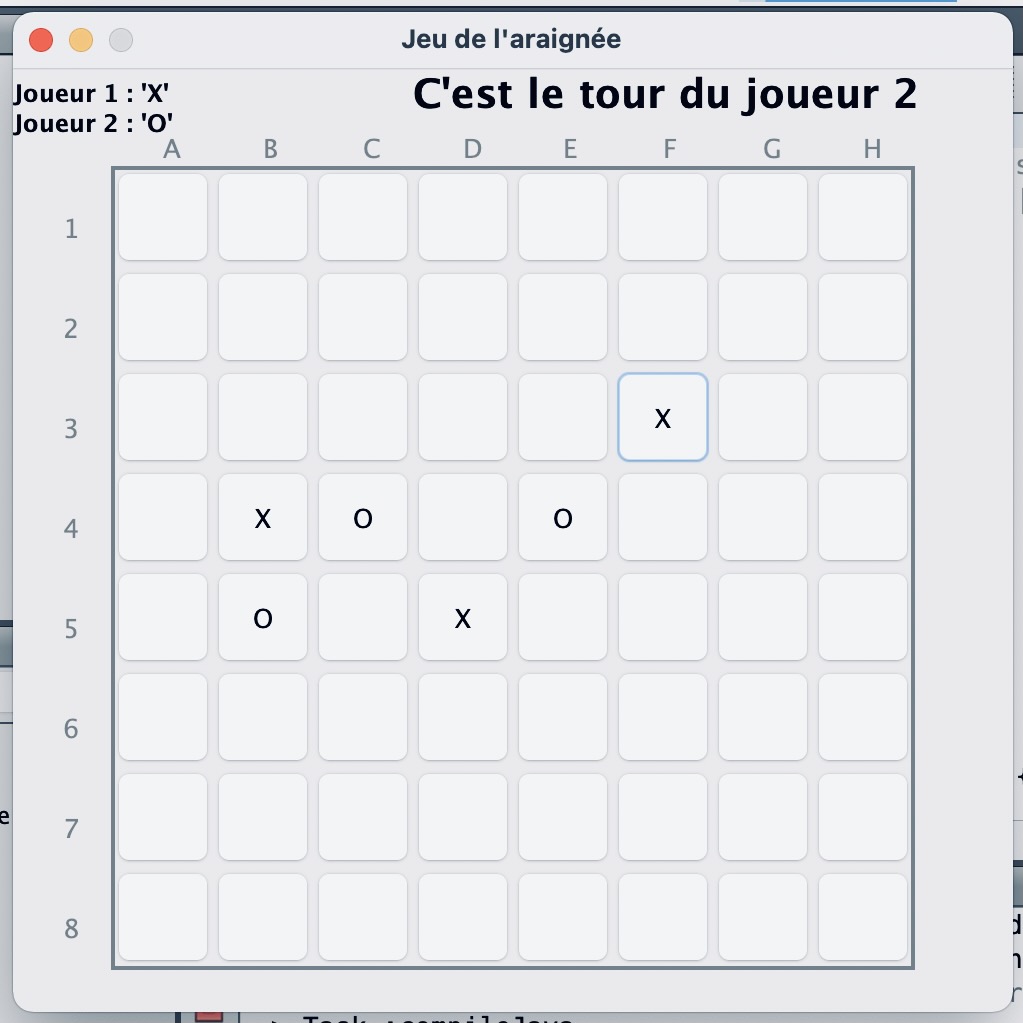 Jeu de l'araignée
Joueur 1 : 'X'
C'est le tour du joueur 2
Joueur 2 : 'O'
A B C D E F G H
1
2
3 X
4 X O O
5 O X
6
7
8